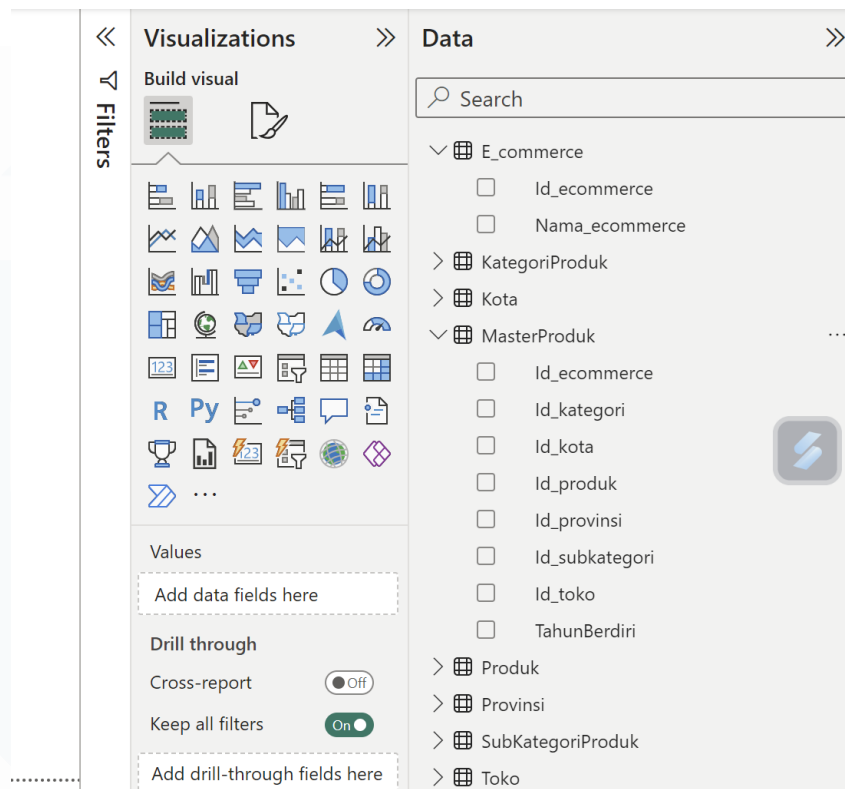 Filters
Visualizations
Build visual
123
R
Py
123
...
Values
Add data fields here
Drill through
Cross-report
Off
Keep all filters
On
Add drill-through fields here
Data
Search
E_commerce
Id_ecommerce
Nama_ecommerce
KategoriProduk
Kota
MasterProduk
...
Id_ecommerce
Id_kategori
Id_kota
Id_produk
Id_provinsi
Id_subkategori
Id_toko
TahunBerdiri
Produk
Provinsi
SubKategoriProduk
Toko